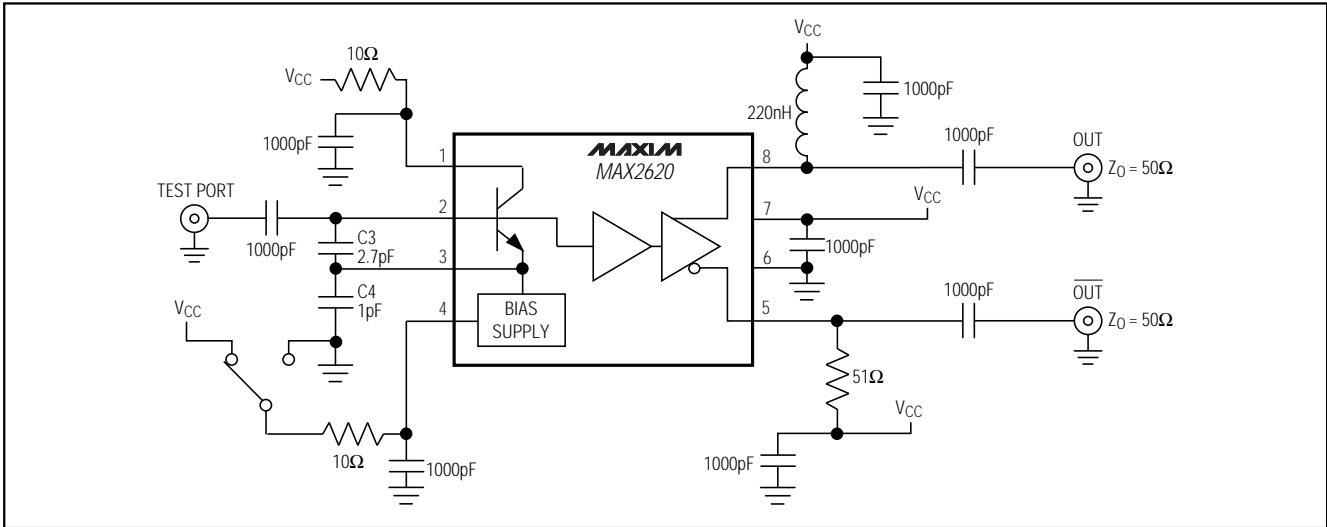 VCC
10Ω
VCC
1000pF
220nH
1000pF
1000pF
OUT
Z0 = 50Ω
MAXIM
MAX2620
1
8
TEST PORT
2
7
VCC
1000pF
C3
2.7pF
3
6
1000pF
C4
1pF
4
BIAS
SUPPLY
5
1000pF
OUT
Z0 = 50Ω
VCC
51Ω
VCC
10Ω
1000pF
1000pF